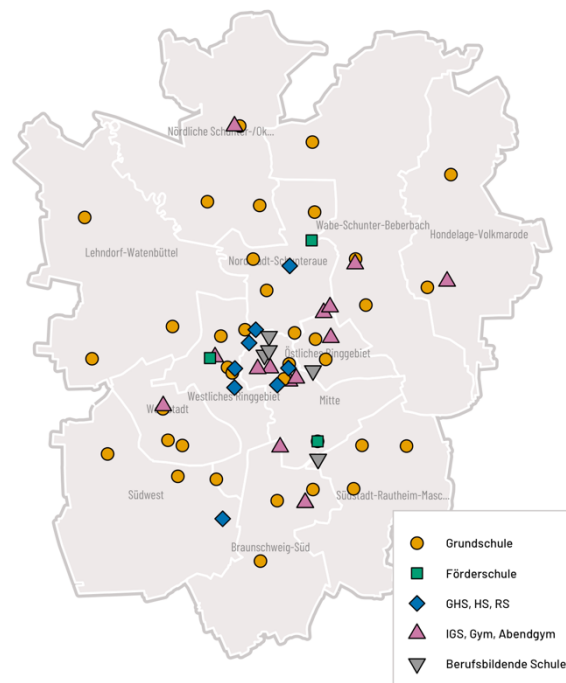 Nördliche Schunter-/Ok...
Wabe-Schunter-Beberbach
Hondelage-Volkmarode
Lehndorf-Watenbüttel
Nordstadt-Schunteraue
Östliches Ringgebiet
Westliches Ringgebiet
Mitte
Weststadt
Südwest
Südstadt-Rautheim-Masc...
Braunschweig-Süd
Grundschule
Förderschule
GHS, HS, RS
IGS, Gym, Abendgym
Berufsbildende Schule